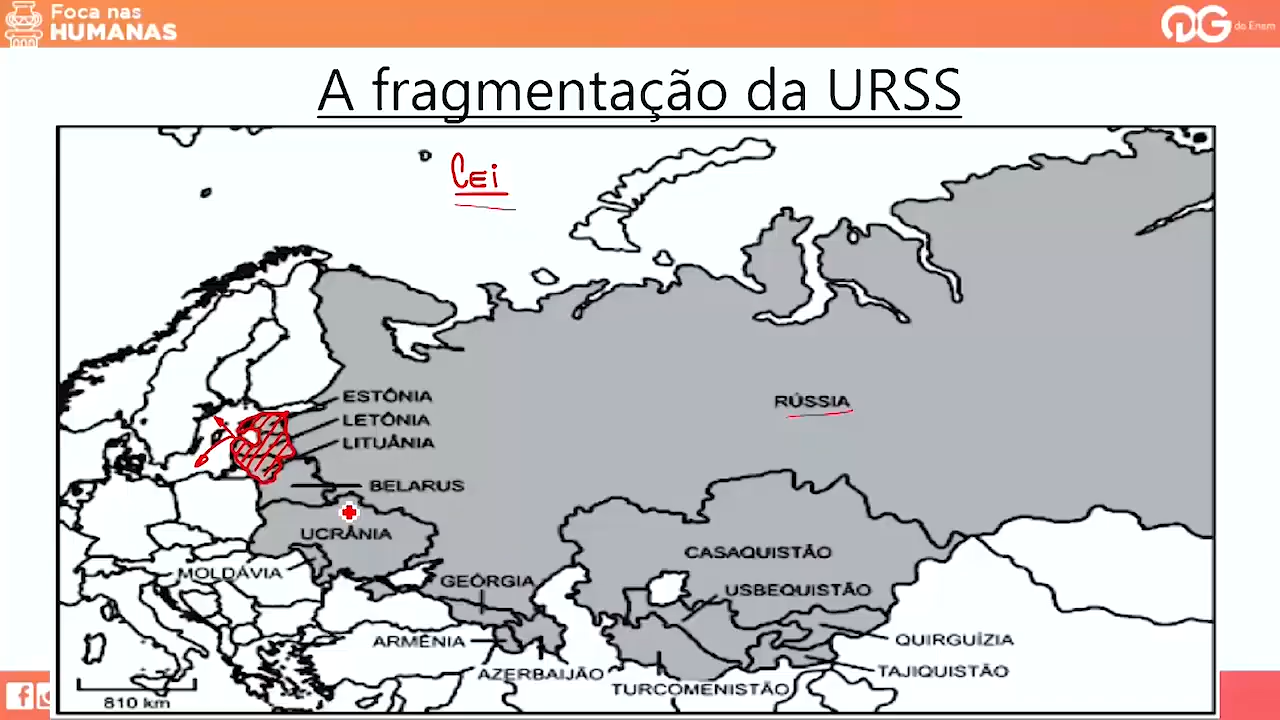 Foca nas
HUMANAS
QG do Enem
A fragmentação da URSS
CEi
ESTÔNIA
LETÔNIA
RÚSSIA
LITUÂNIA
BELARUS
UCRÂNIA
CASAQUISTÃO
MOLDÁVIA
GEÓRGIA
USBEQUISTÃO
ARMÊNIA
QUIRGUÍZIA
AZERBAIJÃO
TAJIQUISTÃO
TURCOMENISTÃO
810 km